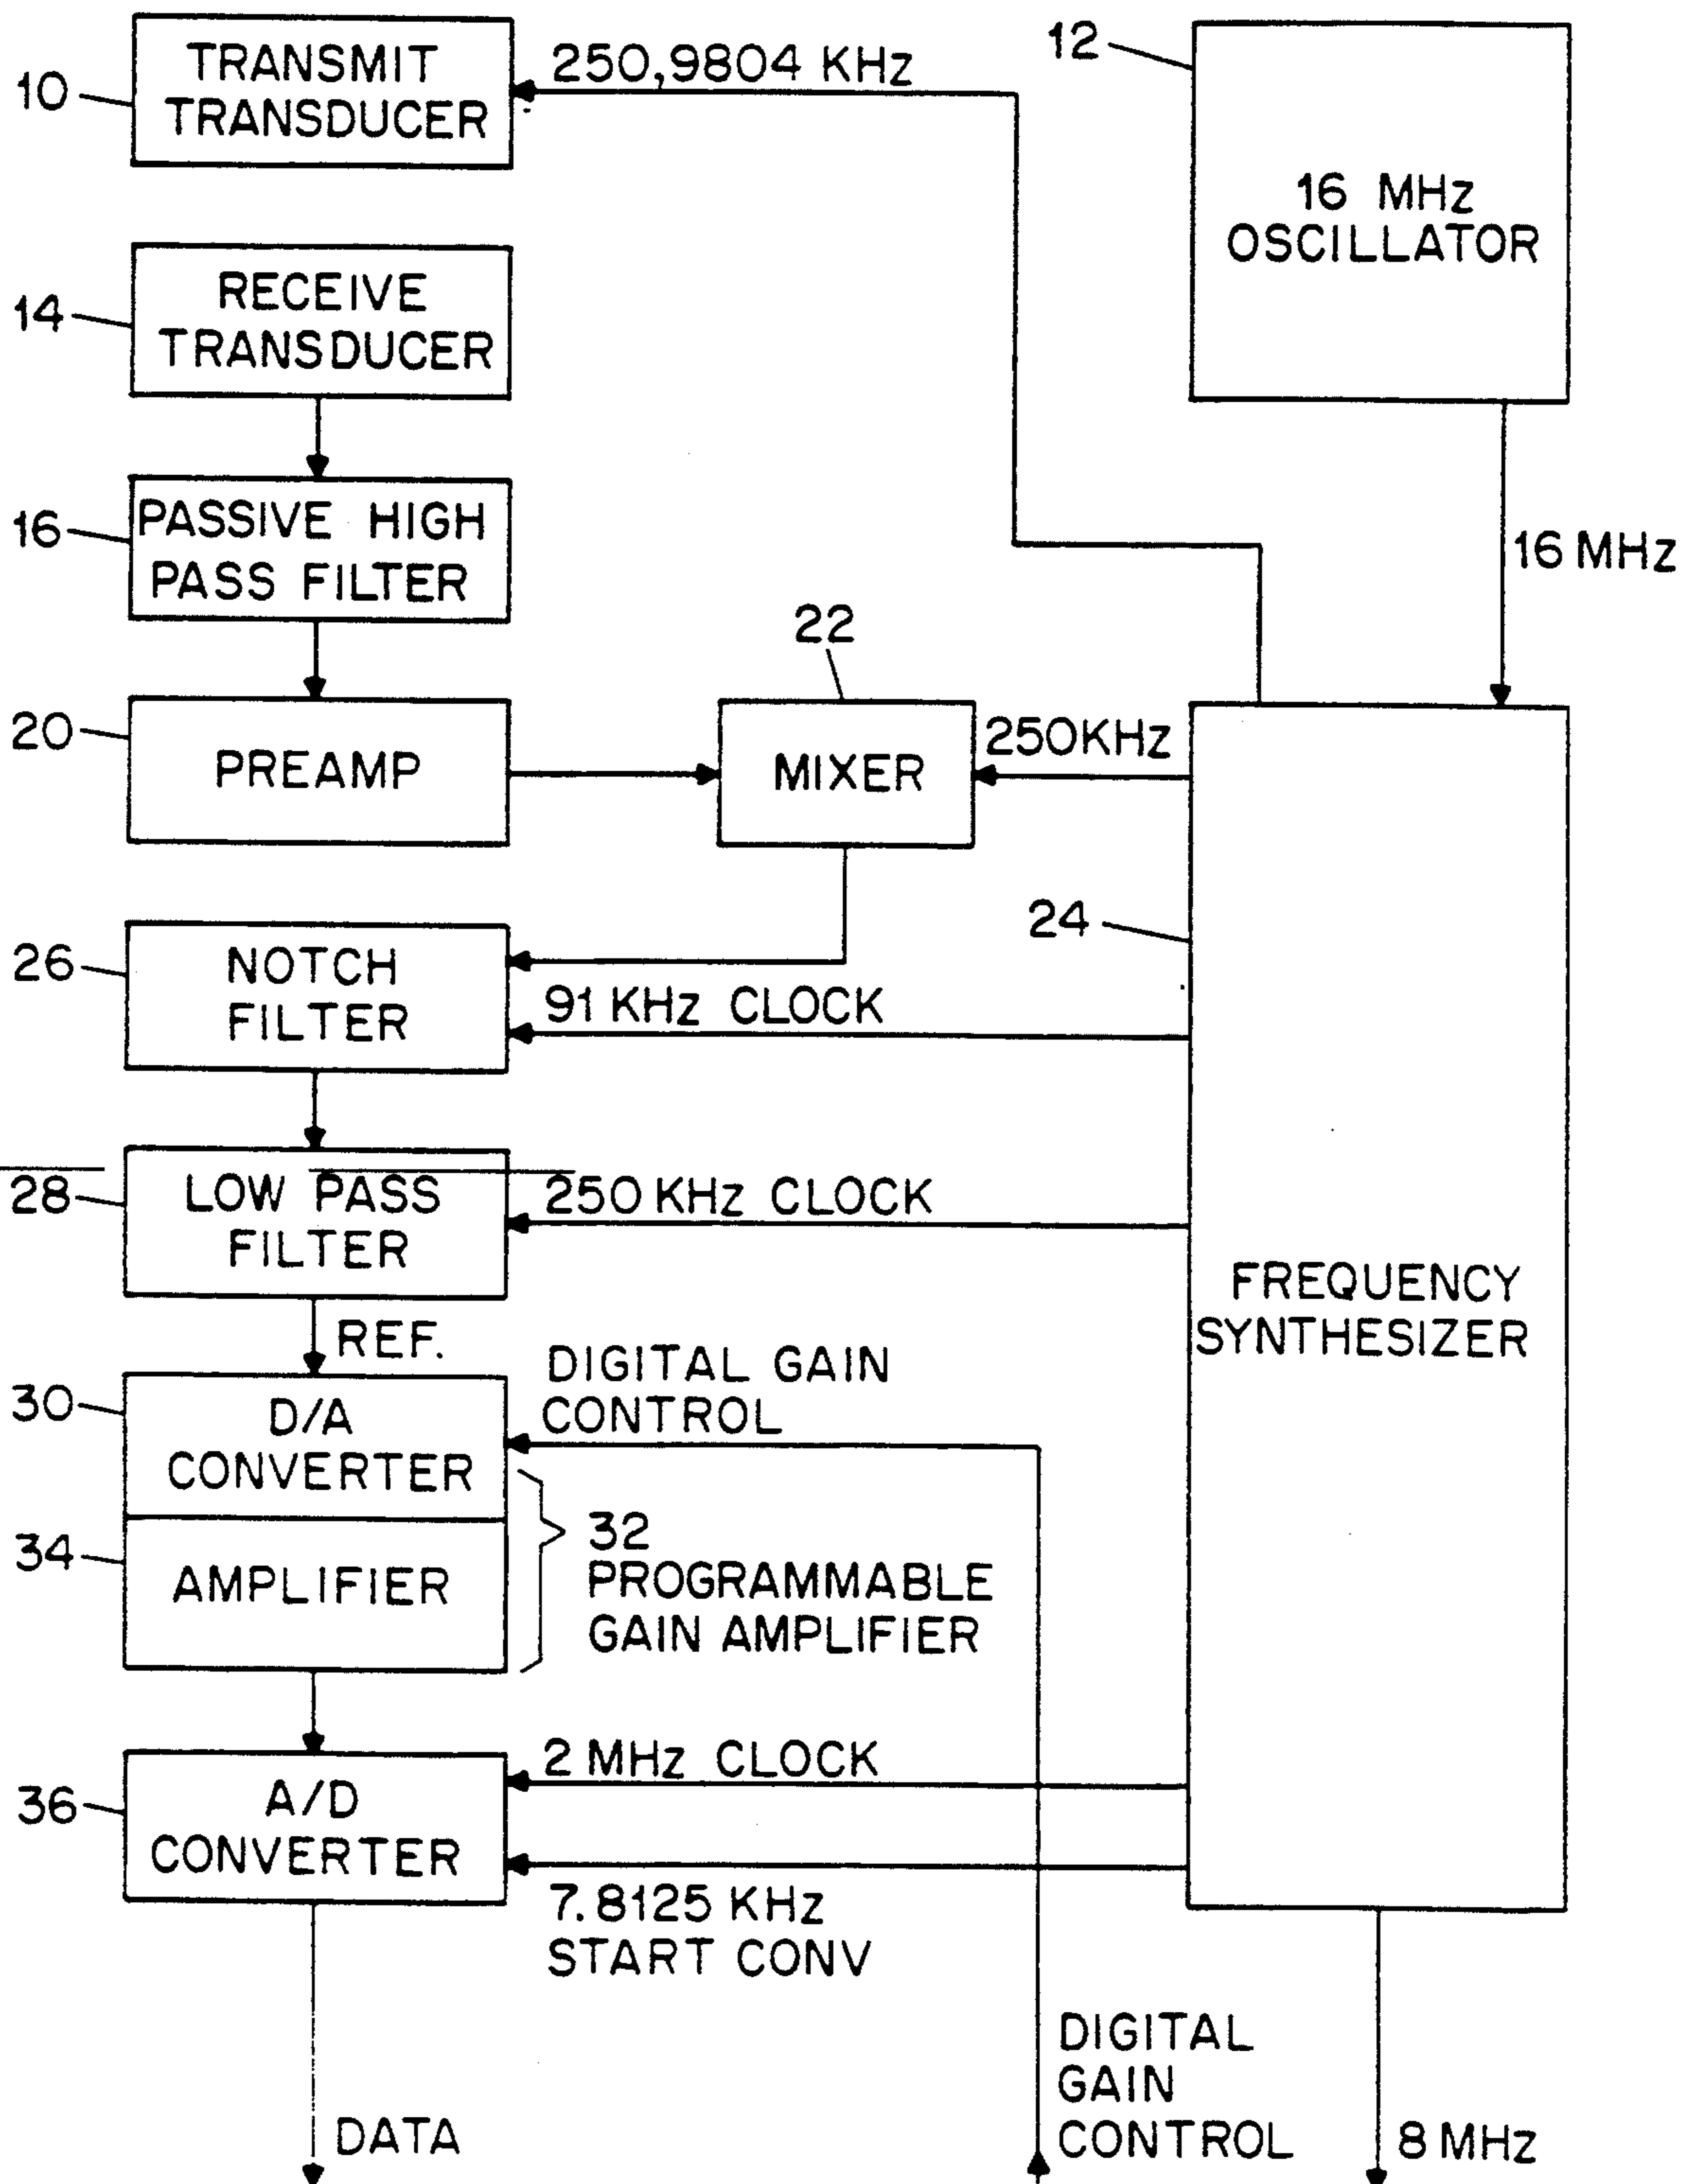 TRANSMIT
TRANSDUCER
10
250,9804 KHz
12
16 MHz
OSCILLATOR
RECEIVE
TRANSDUCER
14
PASSIVE HIGH
PASS FILTER
16
16 MHz
22
20
PREAMP
MIXER
250KHz
24
26
NOTCH
FILTER
91 KHz CLOCK
28
LOW PASS
FILTER
250 KHz CLOCK
FREQUENCY
SYNTHESIZER
REF.
DIGITAL GAIN
CONTROL
30
D/A
CONVERTER
32
PROGRAMMABLE
GAIN AMPLIFIER
34
AMPLIFIER
2 MHz CLOCK
36
A/D
CONVERTER
7.8125 KHz
START CONV
DIGITAL
GAIN
CONTROL
DATA
8 MHz